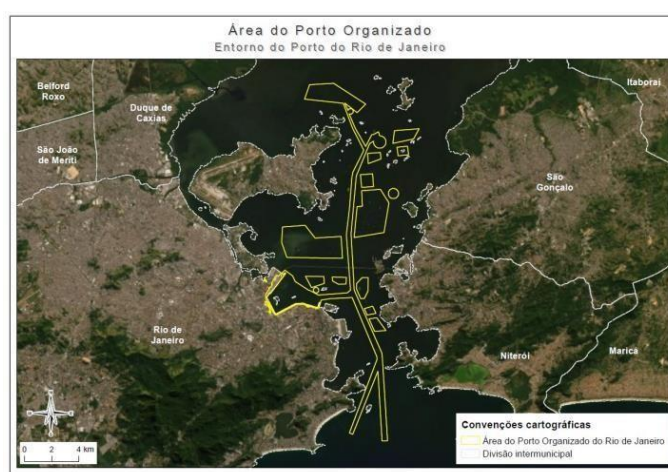 Área do Porto Organizado
Entorno do Porto do Rio de Janeiro
Belford
Roxo
Duque de
Caxias
Itaboraí
São João
de Meriti
São
Gonçalo
Rio de
Janeiro
Niterói
Maricá
Convenções cartográficas
Área do Porto Organizado do Rio de Janeiro
Divisão intermunicipal
0 2 4 km